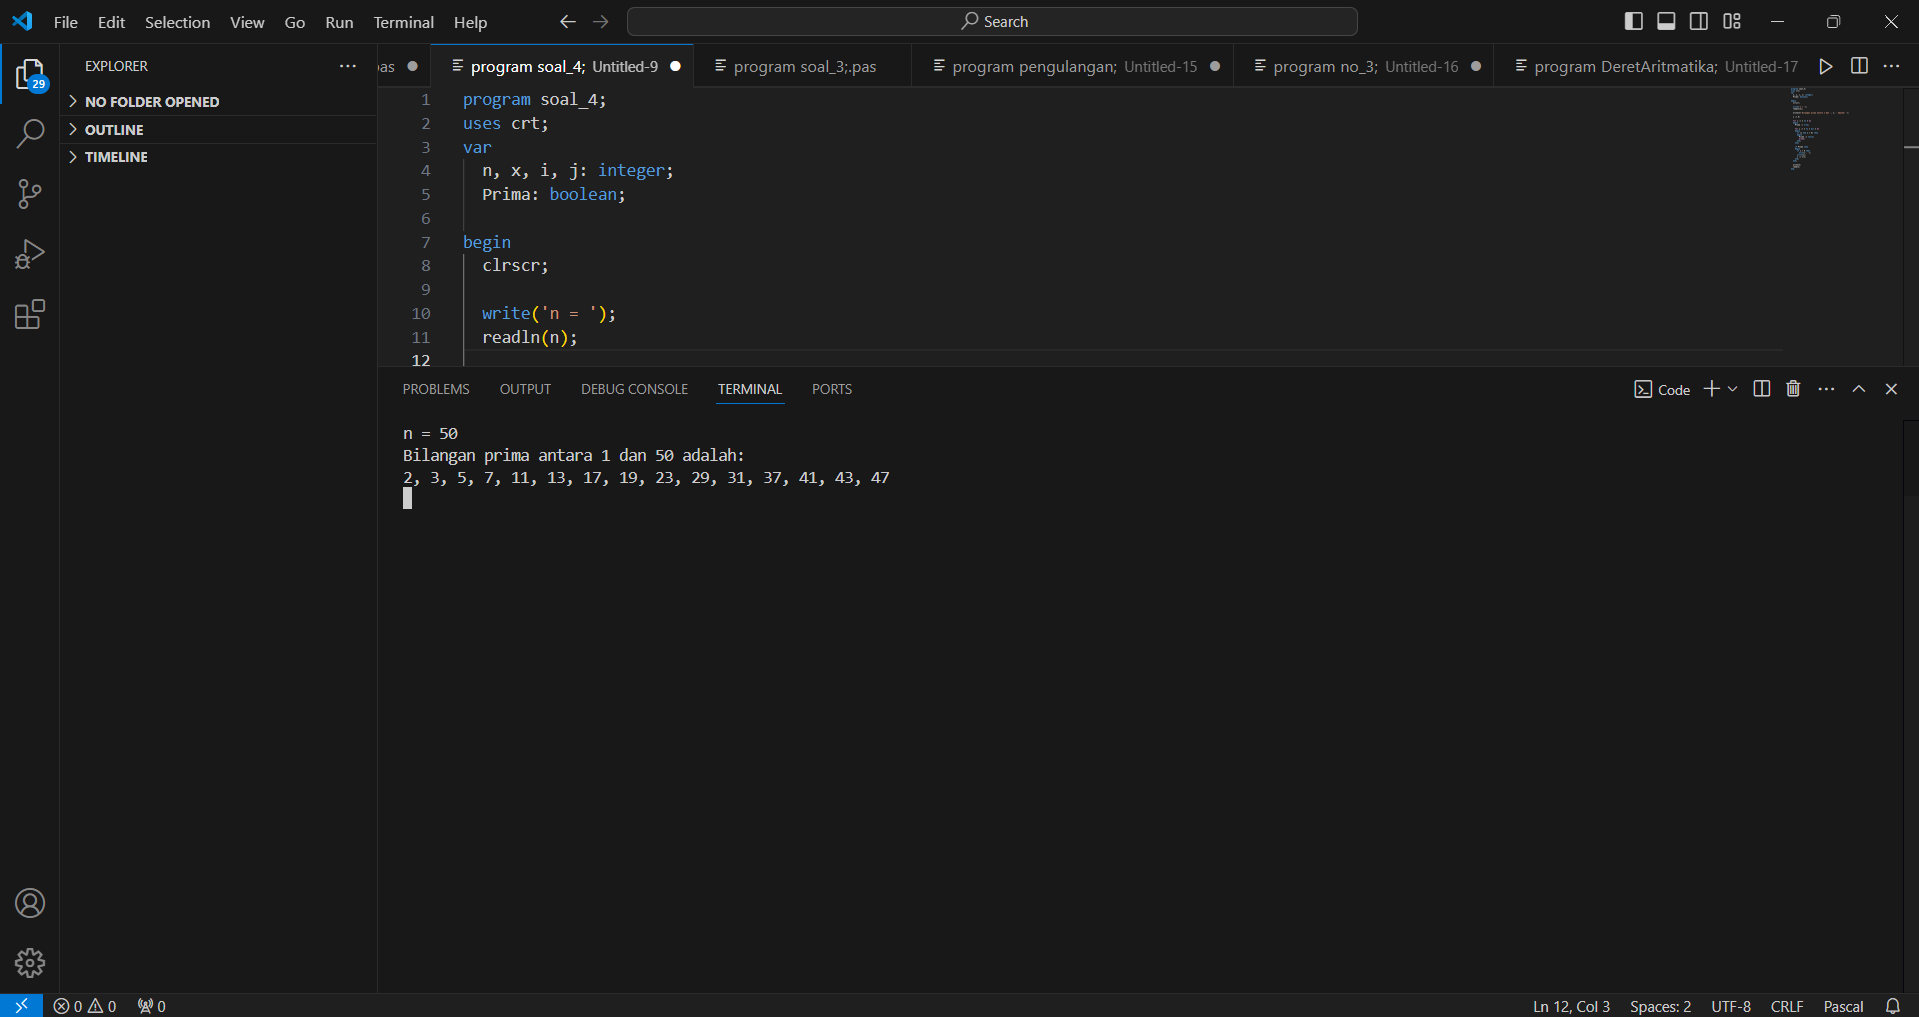 File Edit Selection View Go Run Terminal Help Search
EXPLORER
29
NO FOLDER OPENED
OUTLINE
TIMELINE
as program soal_4; Untitled-9 program soal_3;.pas program pengulangan; Untitled-15 program no_3; Untitled-16 program DeretAritmatika; Untitled-17
1 program soal_4;
2 uses crt;
3 var
4 n, x, i, j: integer;
5 Prima: boolean;
6
7 begin
8 clrscr;
9
10 write('n = ');
11 readln(n);
12
PROBLEMS OUTPUT DEBUG CONSOLE TERMINAL PORTS Code
n = 50
Bilangan prima antara 1 dan 50 adalah:
2, 3, 5, 7, 11, 13, 17, 19, 23, 29, 31, 37, 41, 43, 47
0 0 0 Ln 12, Col 3 Spaces: 2 UTF-8 CRLF Pascal